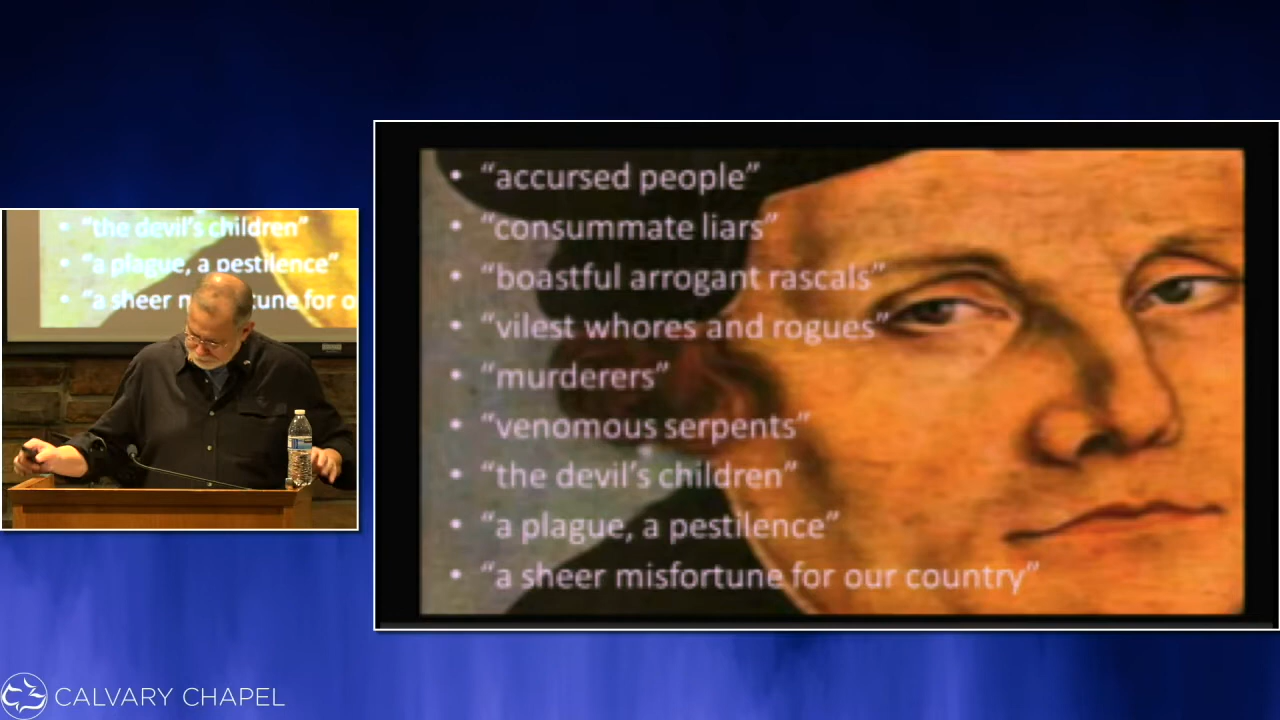 • “accursed people”
• “consummate liars”
• “boastful arrogant rascals”
• “vilest whores and rogues”
• “murderers”
• “venomous serpents”
• “the devil’s children”
• “a plague, a pestilence”
• “a sheer misfortune for our country”
• “the devil’s children”
• “a plague, a pestilence”
• “a sheer for
CALVARY CHAPEL